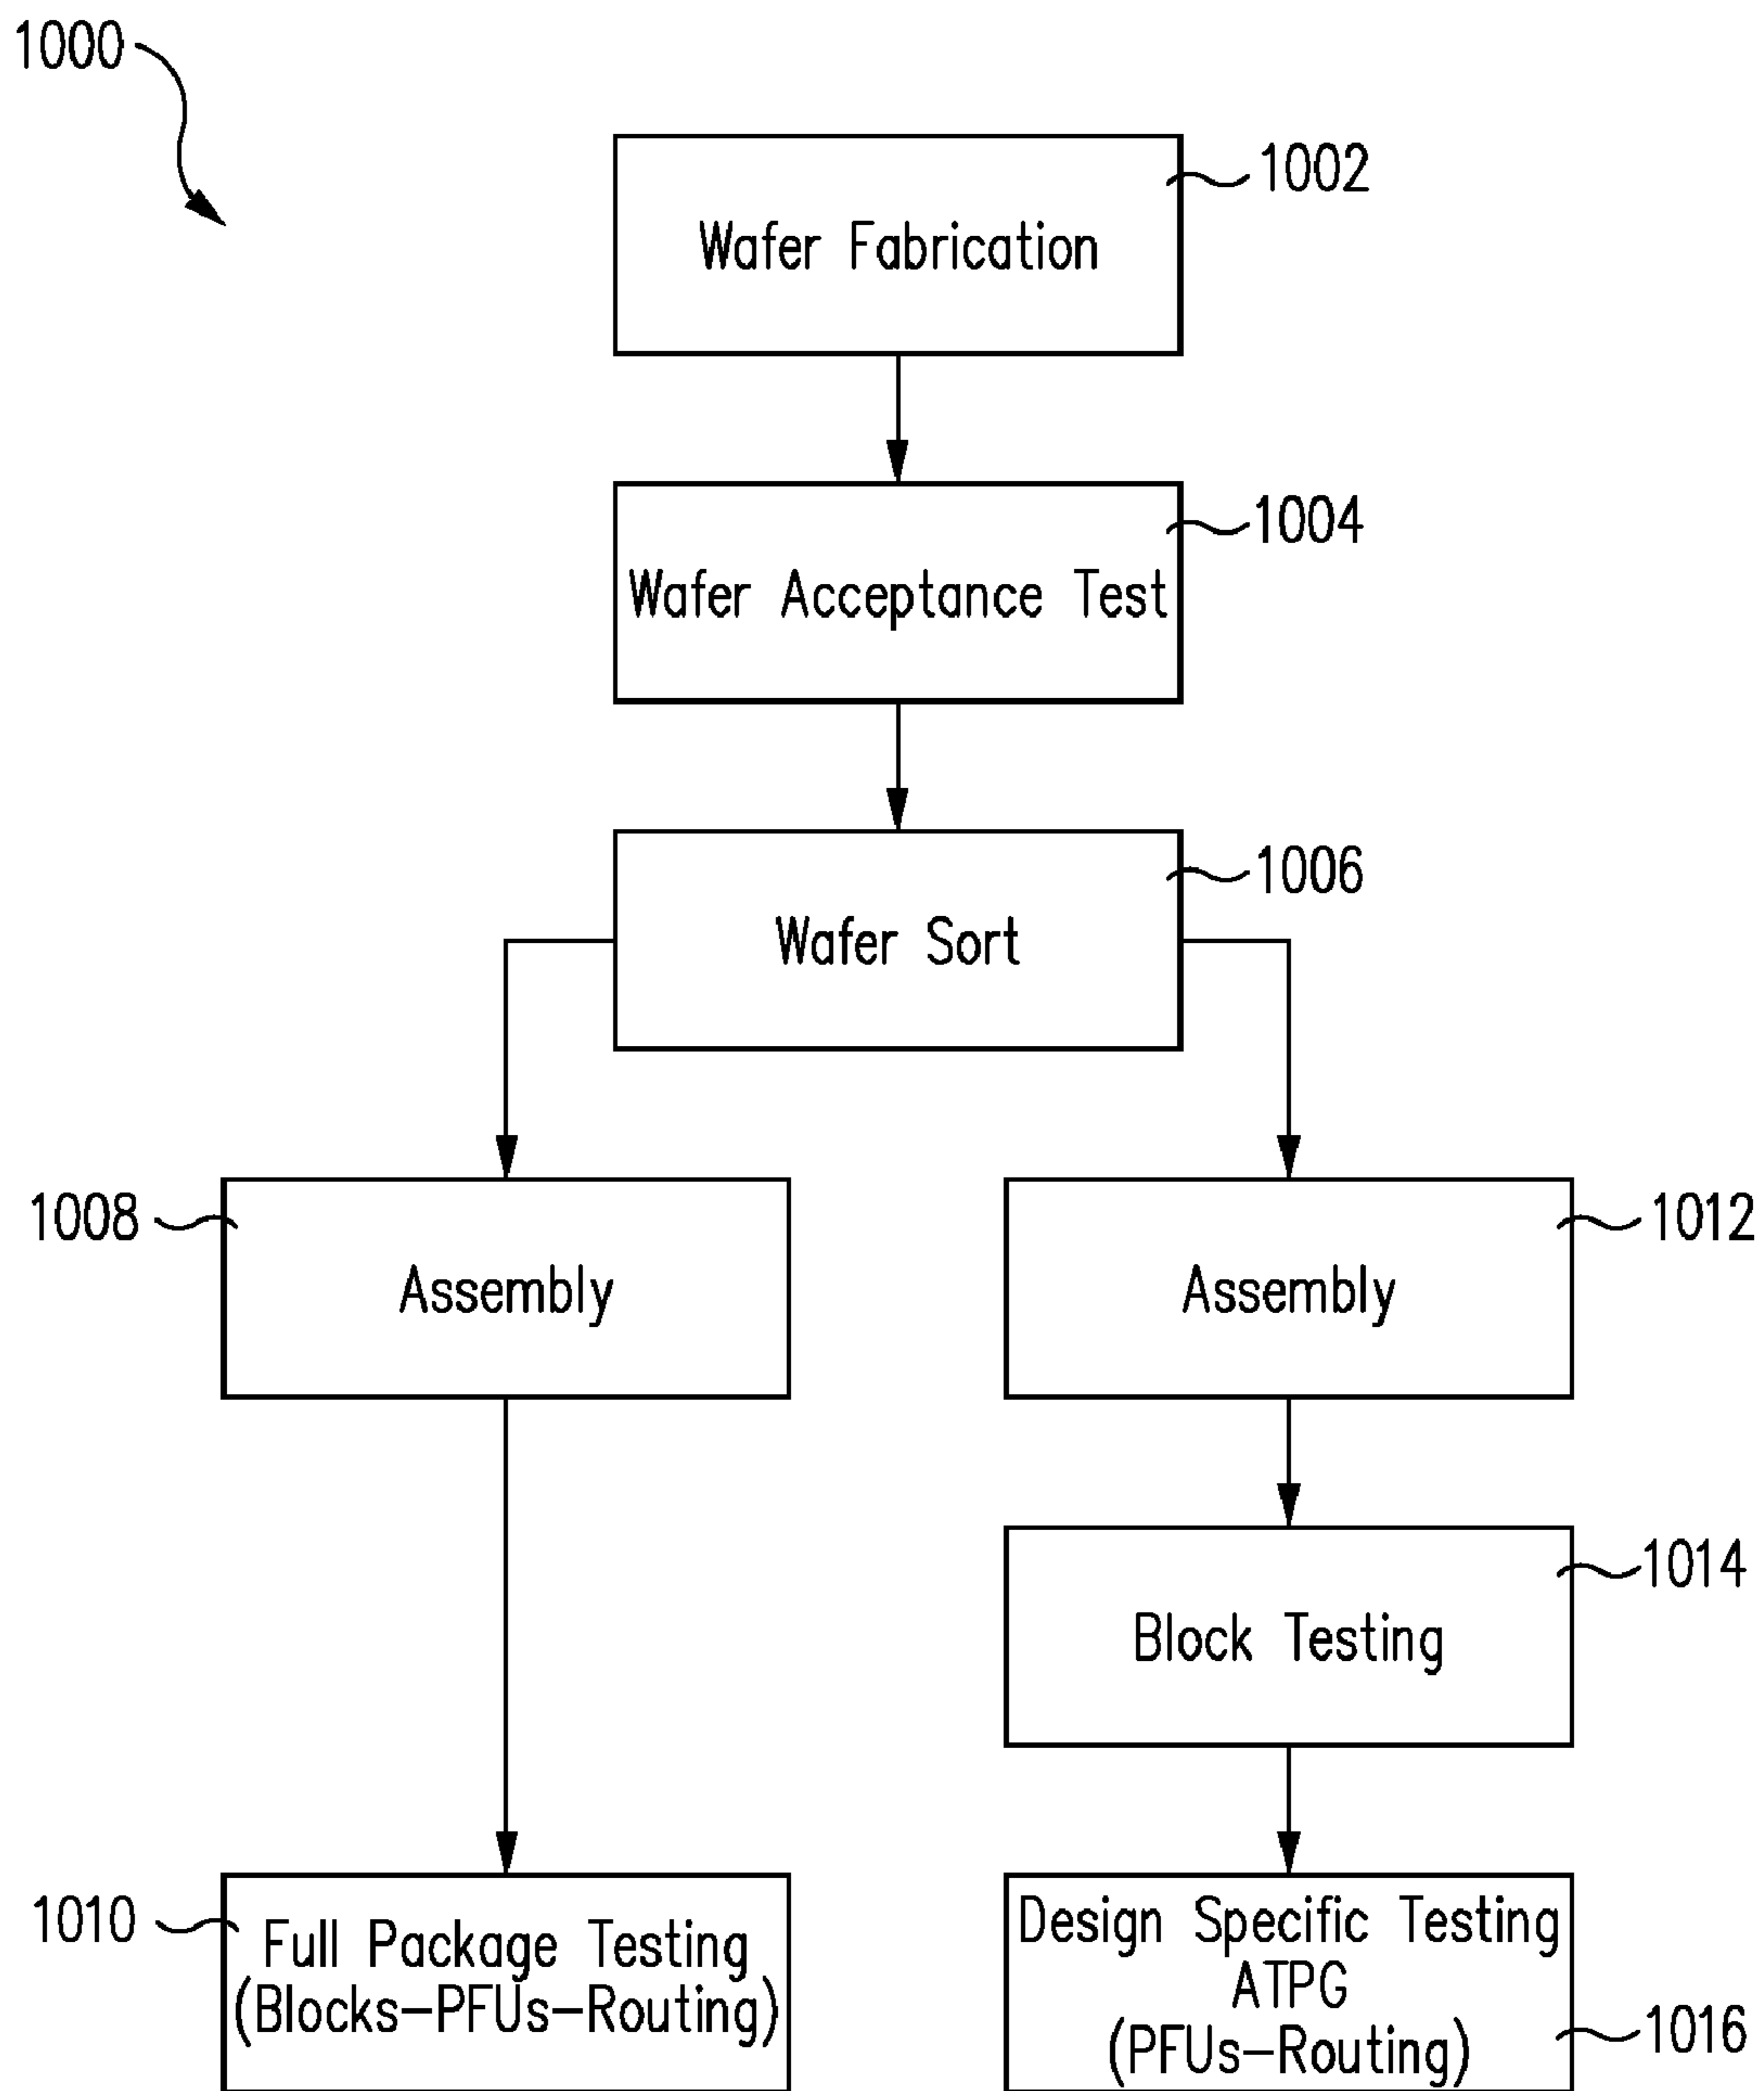 1000
1002
Wafer Fabrication
1004
Wafer Acceptance Test
1006
Wafer Sort
1008
Assembly
1012
Assembly
1014
Block Testing
1010
Full Package Testing
(Blocks-PFUs-Routing)
Design Specific Testing
ATPG
(PFUs-Routing)
1016